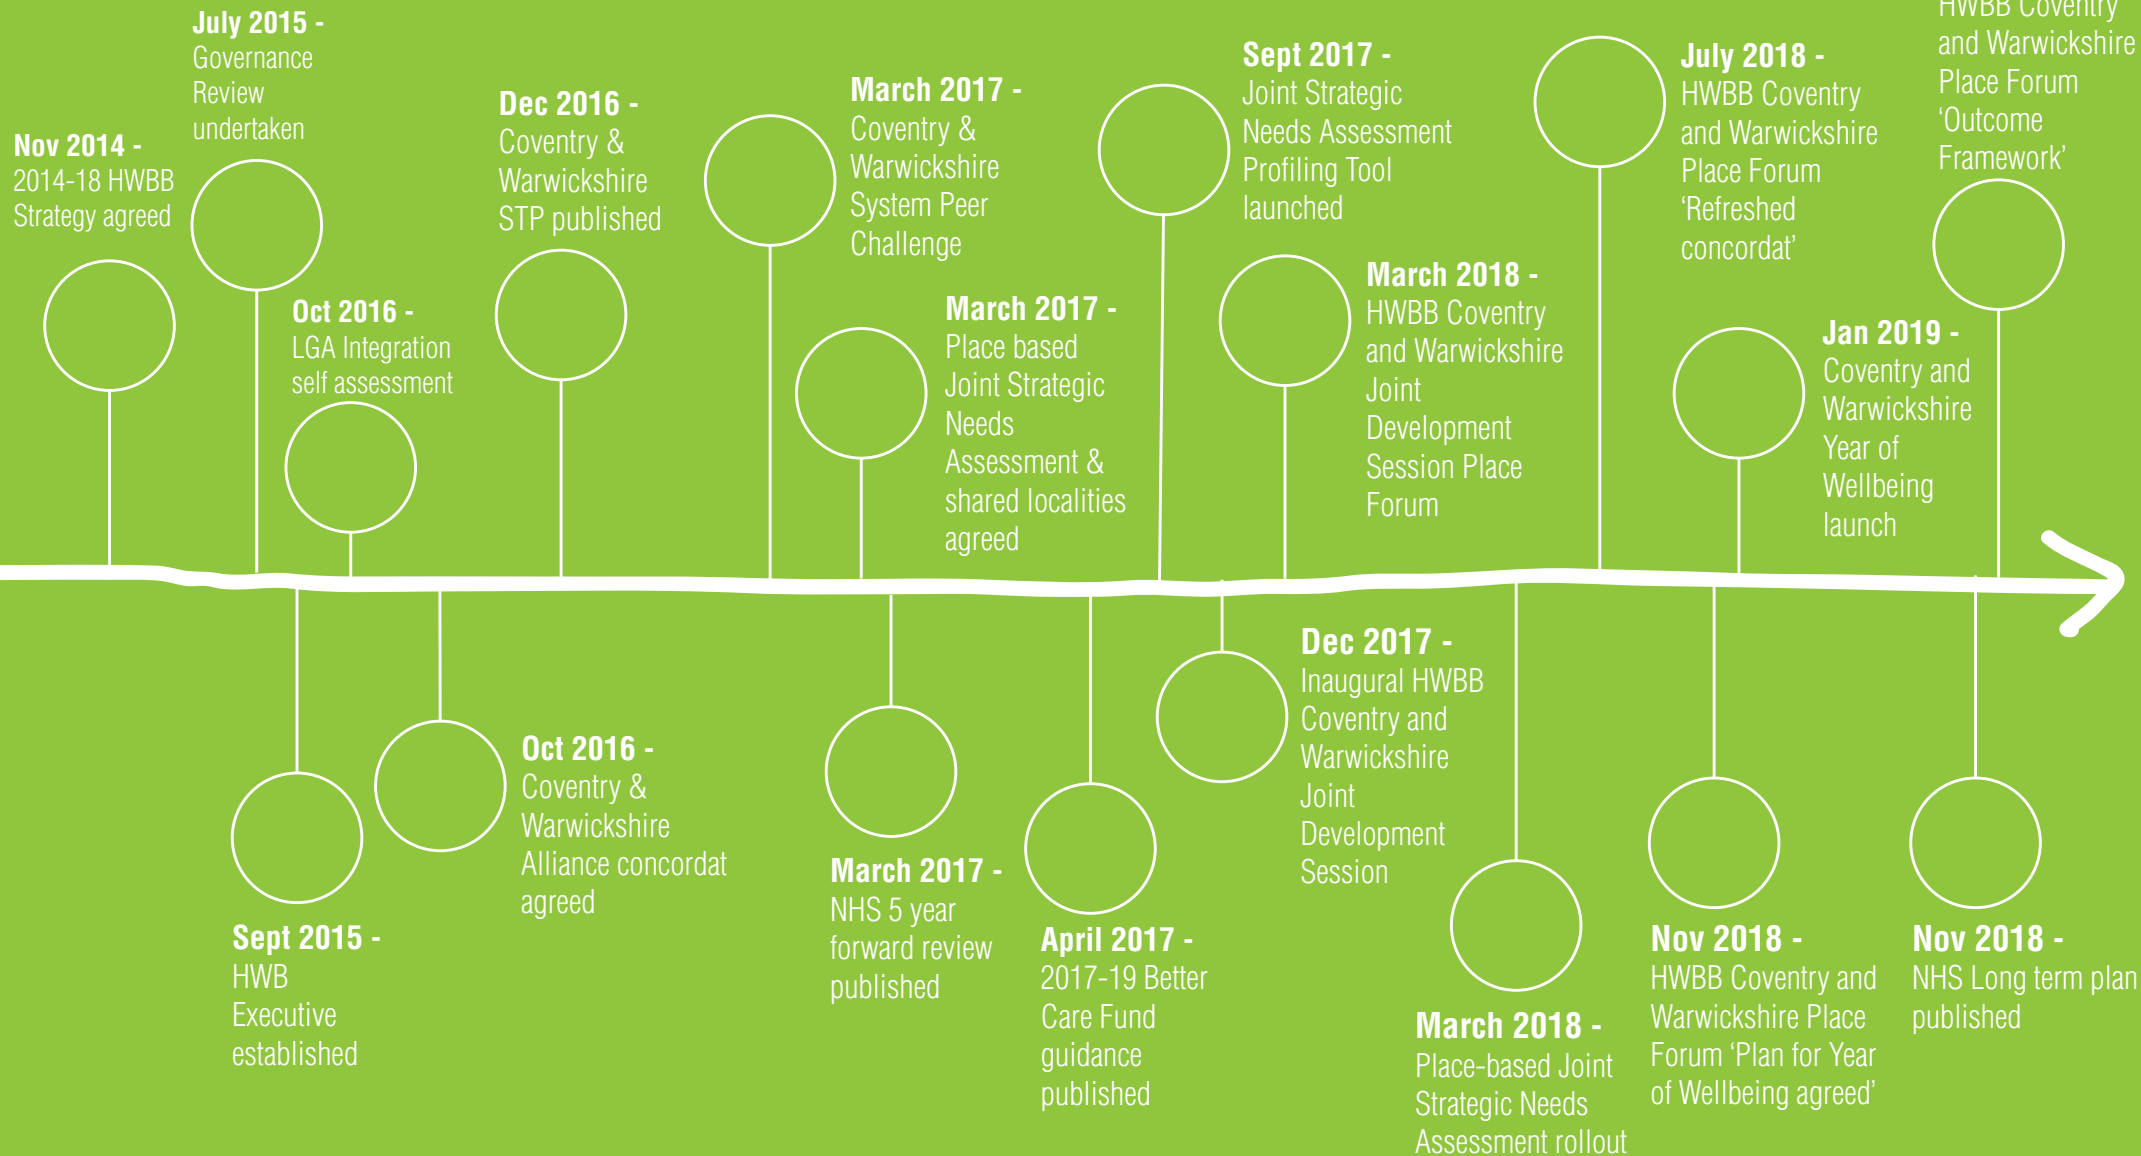 Nov 2014 -
2014-18 HWBB
Strategy agreed
July 2015 -
Governance
Review
undertaken
Sept 2015 -
HWB
Executive
established
Oct 2016 -
LGA Integration
self assessment
Oct 2016 -
Coventry &
Warwickshire
Alliance concordat
agreed
Dec 2016 -
Coventry &
Warwickshire
STP published
March 2017 -
Coventry &
Warwickshire
System Peer
Challenge
March 2017 -
Place based
Joint Strategic
Needs
Assessment &
shared localities
agreed
March 2017 -
NHS 5 year
forward review
published
April 2017 -
2017-19 Better
Care Fund
guidance
published
Sept 2017 -
Joint Strategic
Needs Assessment
Profiling Tool
launched
Dec 2017 -
Inaugural HWBB
Coventry and
Warwickshire
Joint
Development
Session
March 2018 -
HWBB Coventry
and Warwickshire
Joint
Development
Session Place
Forum
March 2018 -
Place-based Joint
Strategic Needs
Assessment rollout
July 2018 -
HWBB Coventry
and Warwickshire
Place Forum
‘Refreshed
concordat’
Nov 2018 -
HWBB Coventry and
Warwickshire Place
Forum ‘Plan for Year
of Wellbeing agreed’
Jan 2019 -
Coventry and
Warwickshire
Year of
Wellbeing
launch
Nov 2018 -
NHS Long term plan
published
HWBB Coventry
and Warwickshire
Place Forum
‘Outcome
Framework’